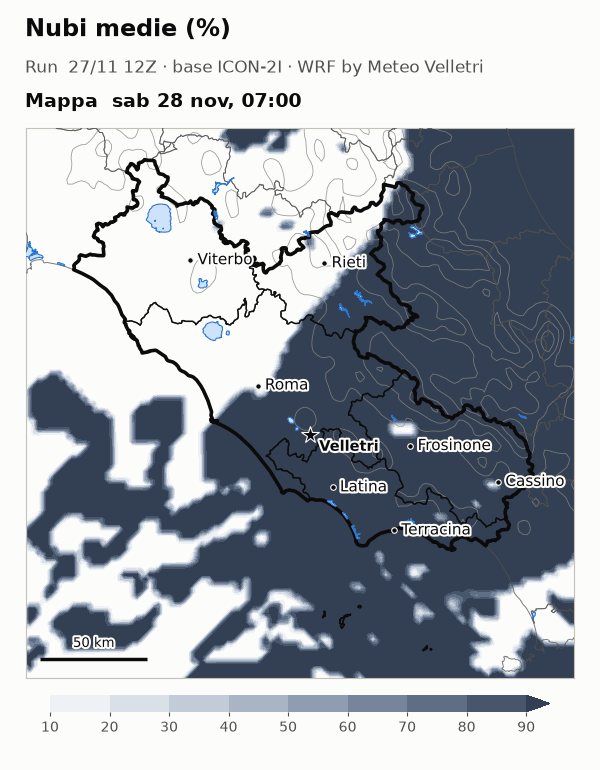 Nubi medie (%)
Run 27/11 12Z · base ICON-2I · WRF by Meteo Velletri
Mappa sab 28 nov, 07:00
Viterbo
Rieti
Roma
Velletri
Frosinone
Cassino
Latina
Terracina
50 km
10 20 30 40 50 60 70 80 90